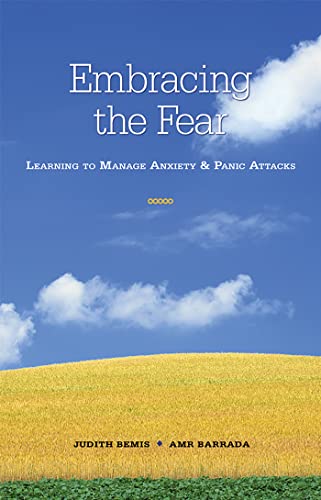 Embracing
the Fear
Learning to Manage Anxiety & Panic Attacks
Judith Bemis ◆ Amr Barrada